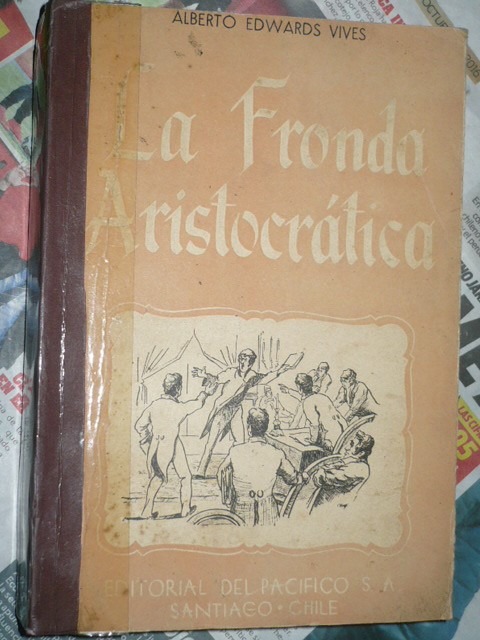 ALBERTO EDWARDS VIVES
La Fronda
Aristocrática
EDITORIAL DEL PACIFICO S. A.
SANTIAGO · CHILE